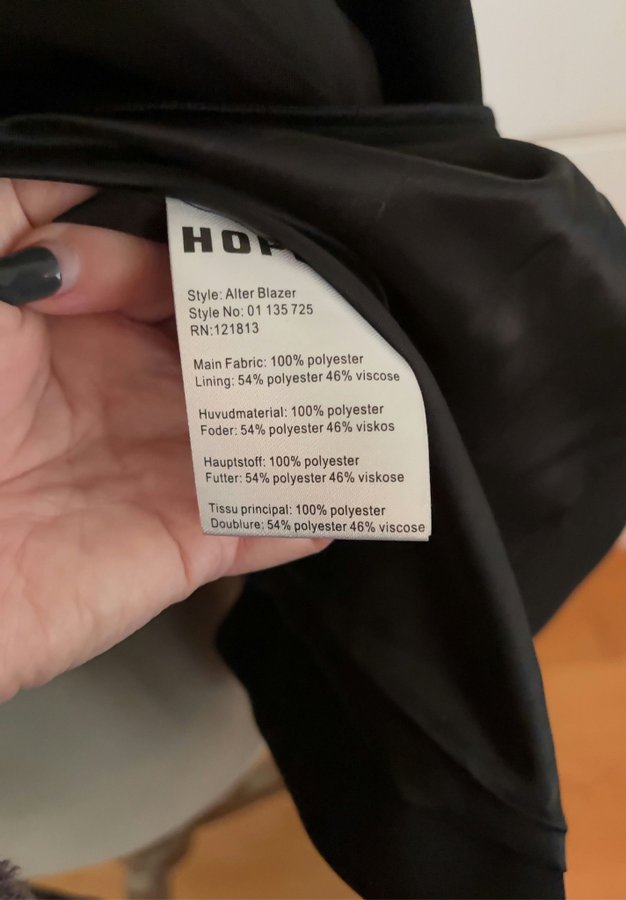 HOP
Style: Alter Blazer
Style No: 01 135 725
RN:121813
Main Fabric: 100% polyester
Lining: 54% polyester 46% viscose
Huvudmaterial: 100% polyester
Foder: 54% polyester 46% viskos
Hauptstoff: 100% polyester
Futter: 54% polyester 46% viskose
Tissu principal: 100% polyester
Doublure: 54% polyester 46% viscose